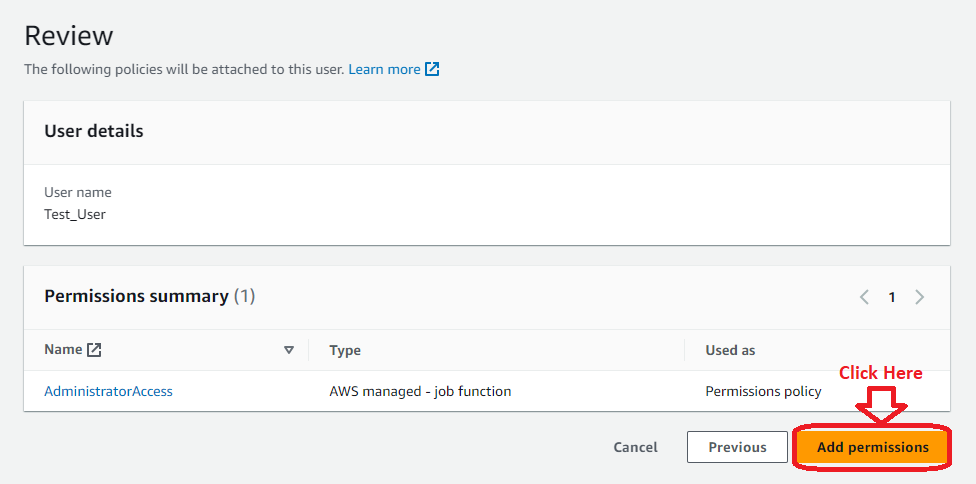 Review
The following policies will be attached to this user. Learn more
User details
User name
Test_User
Permissions summary (1)
1
Name Type Used as
AdministratorAccess AWS managed - job function Permissions policy
Click Here
Cancel Previous Add permissions